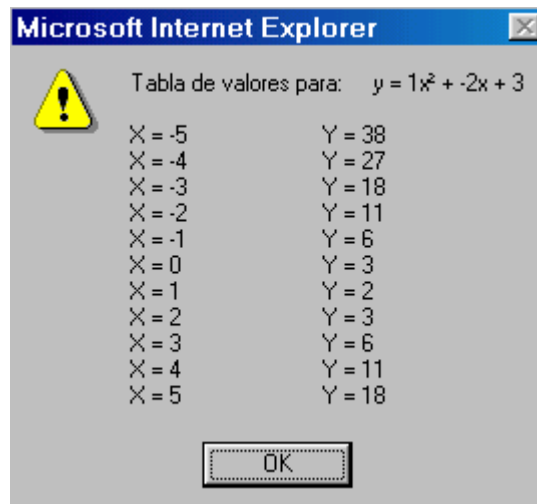 Microsoft Internet Explorer
Tabla de valores para: y = 1x² + -2x + 3
X = -5 Y = 38
X = -4 Y = 27
X = -3 Y = 18
X = -2 Y = 11
X = -1 Y = 6
X = 0 Y = 3
X = 1 Y = 2
X = 2 Y = 3
X = 3 Y = 6
X = 4 Y = 11
X = 5 Y = 18
OK